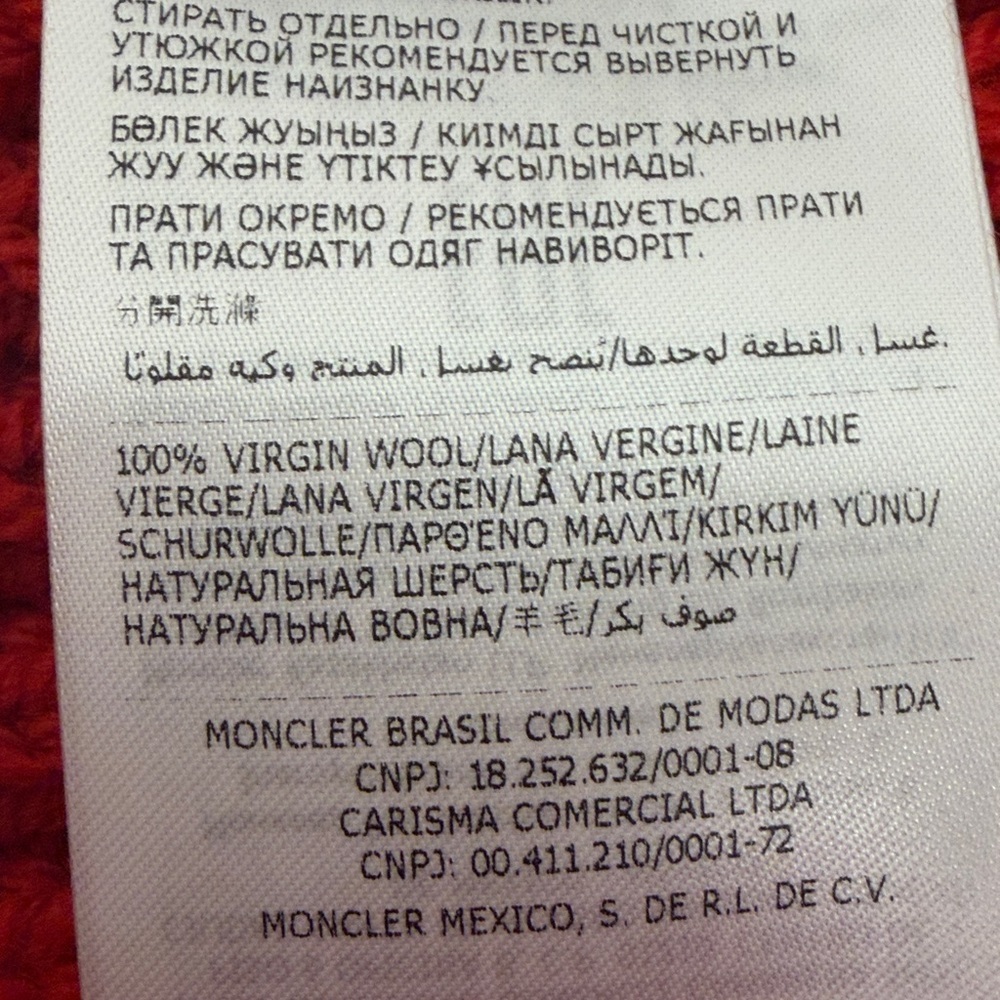 СТИРАТЬ ОТДЕЛЬНО / ПЕРЕД ЧИСТКОЙ И
УТЮЖКОЙ РЕКОМЕНДУЕТСЯ ВЫВЕРНУТЬ
ИЗДЕЛИЕ НАИЗНАНКУ
БӨЛЕК ЖУЫҢЫЗ / КИІМДІ СЫРТ ЖАҒЫНАН
ЖУУ ЖӘНЕ ҮТІКТЕУ ҰСЫЛЫНАДЫ.
ПРАТИ ОКРЕМО / РЕКОМЕНДУЄТЬСЯ ПРАТИ
ТА ПРАСУВАТИ ОДЯГ НАВИВОРІТ.
分開洗滌
غسل القطعة لوحدها/يُنصح بغسل المنتج وكيه مقلوبًا.
100% VIRGIN WOOL/LANA VERGINE/LAINE
VIERGE/LANA VIRGEN/LÃ VIRGEM/
SCHURWOLLE/ΠΑΡΘΈΝΟ ΜΑΛΛΊ/KIRKIM YÜNÜ/
НАТУРАЛЬНАЯ ШЕРСТЬ/ТАБИҒИ ЖҮН/
НАТУРАЛЬНА ВОВНА/羊毛/صوف بكر
MONCLER BRASIL COMM. DE MODAS LTDA
CNPJ: 18.252.632/0001-08
CARISMA COMERCIAL LTDA
CNPJ: 00.411.210/0001-72
MONCLER MEXICO, S. DE R.L. DE C.V.